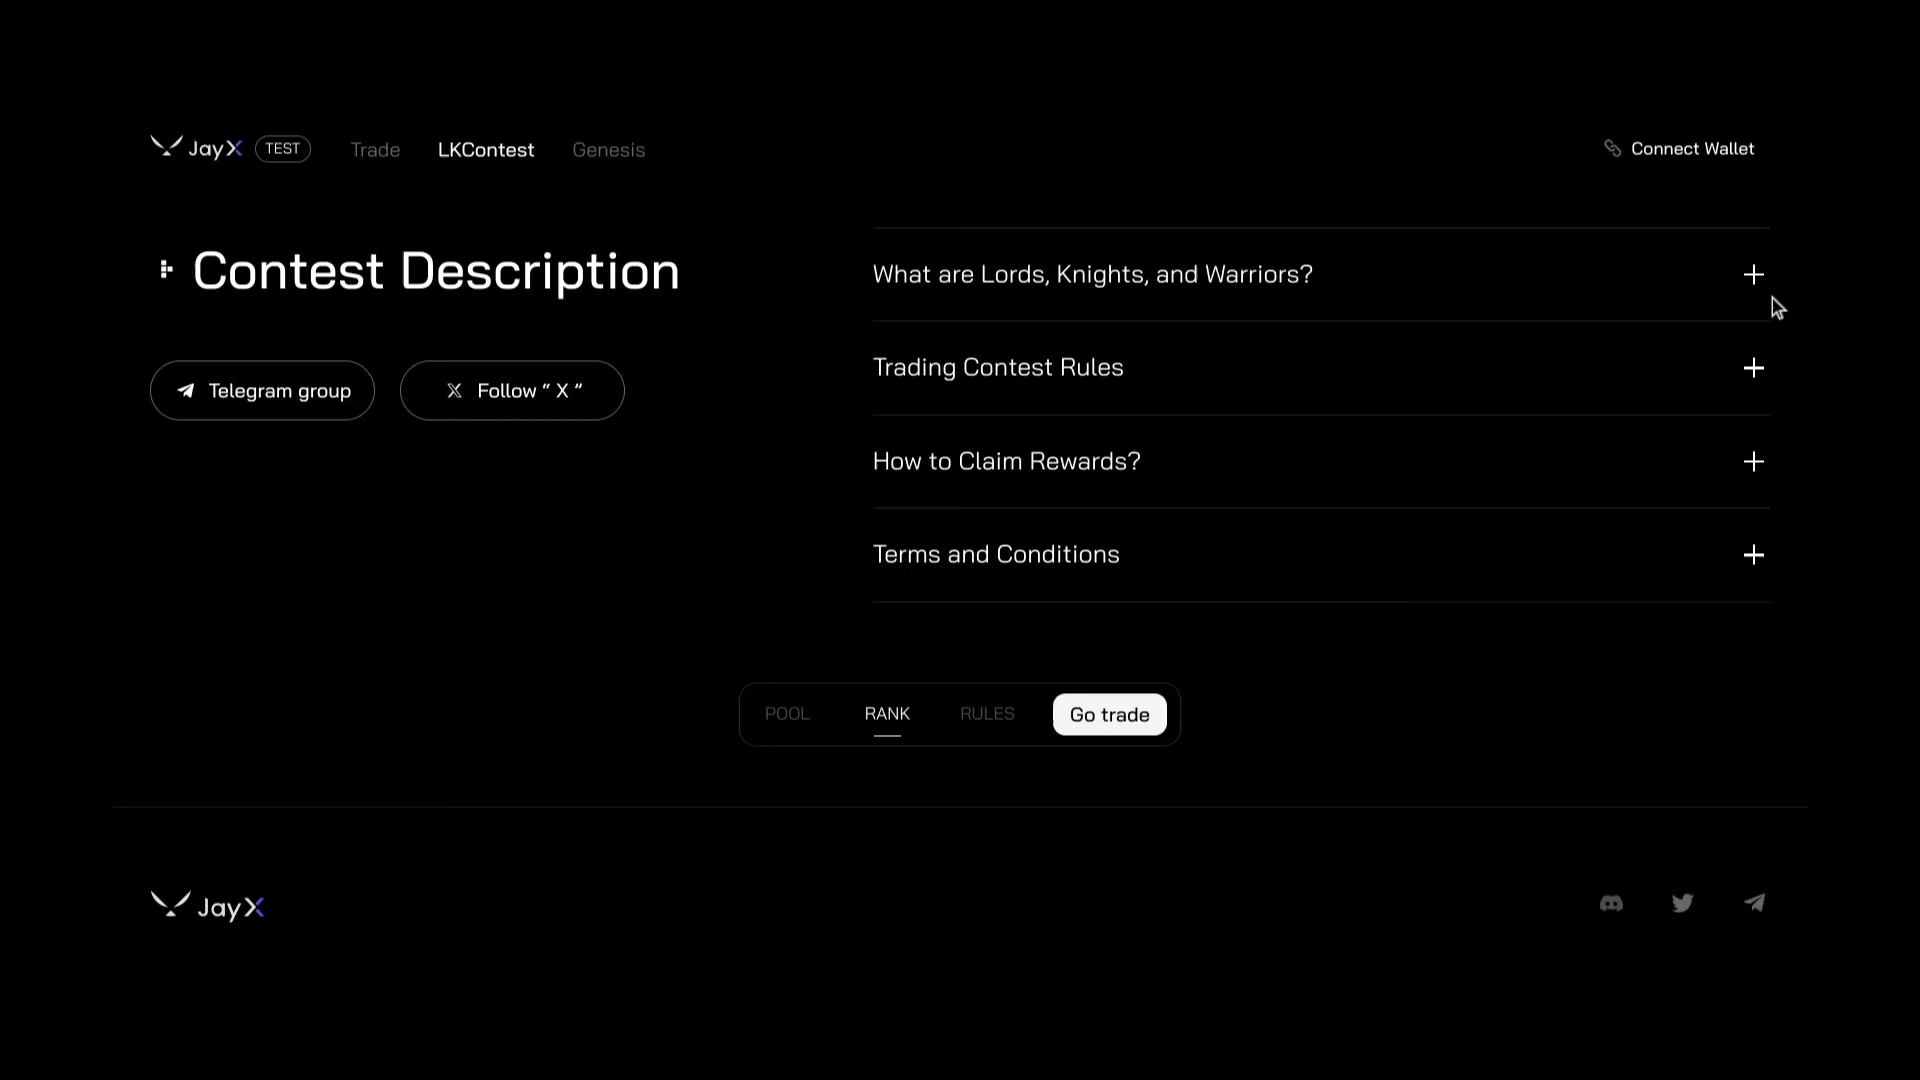 JayX TEST Trade LKContest Genesis Connect Wallet
Contest Description
Telegram group Follow “ X ”
What are Lords, Knights, and Warriors?
Trading Contest Rules
How to Claim Rewards?
Terms and Conditions
POOL RANK RULES Go trade
JayX